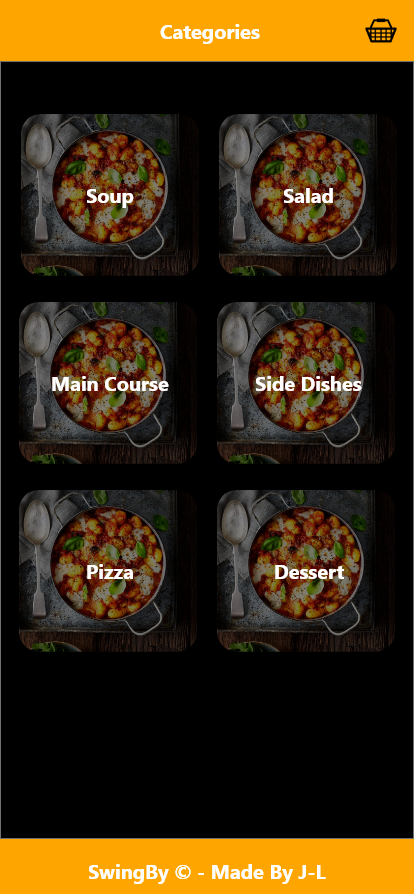 Categories
Soup
Salad
Main Course
Side Dishes
Pizza
Dessert
SwingBy © - Made By J-L